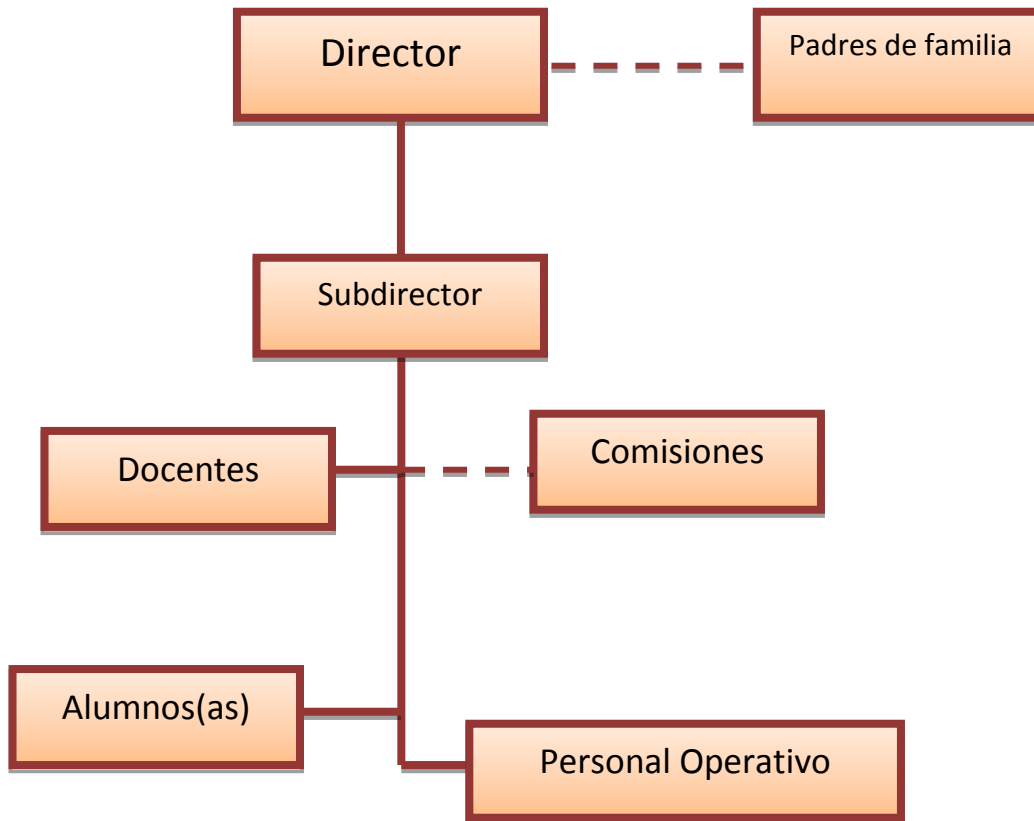 Director
Padres de familia
Subdirector
Docentes
Comisiones
Alumnos(as)
Personal Operativo